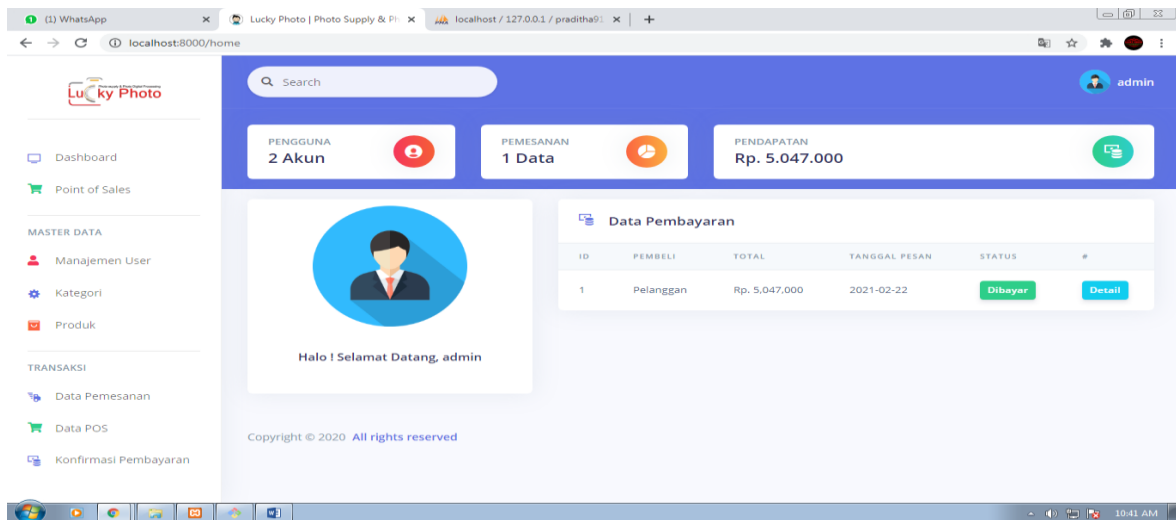 (1) WhatsApp
Lucky Photo | Photo Supply & Ph
localhost / 127.0.0.1 / praditha91
localhost:8000/home
Lucky Photo
Search
admin
PENGGUNA
2 Akun
PEMESANAN
1 Data
PENDAPATAN
Rp. 5.047.000
Dashboard
Point of Sales
MASTER DATA
Manajemen User
Kategori
Produk
TRANSAKSI
Data Pemesanan
Data POS
Konfirmasi Pembayaran
Halo ! Selamat Datang, admin
Data Pembayaran
ID PEMBELI TOTAL TANGGAL PESAN STATUS #
1 Pelanggan Rp. 5,047,000 2021-02-22 Dibayar Detail
Copyright © 2020 All rights reserved
10:41 AM